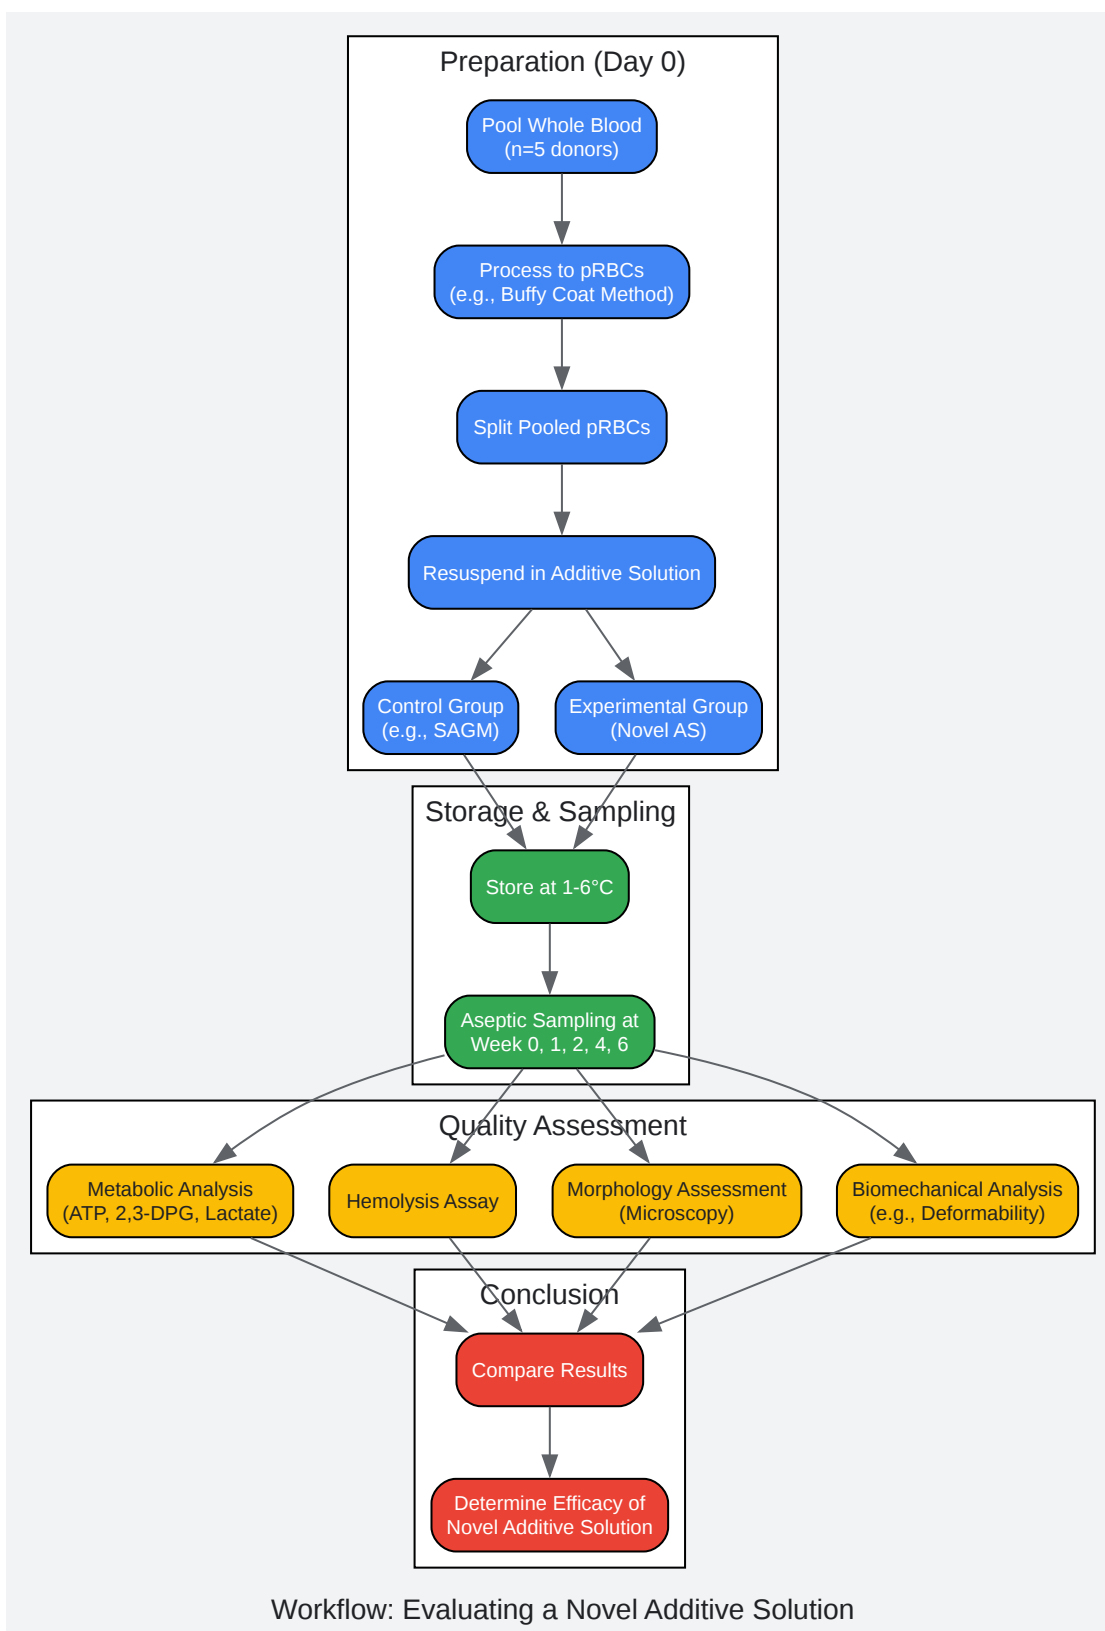 Preparation (Day 0)
Pool Whole Blood
(n=5 donors)
Process to pRBCs
(e.g., Buffy Coat Method)
Split Pooled pRBCs
Resuspend in Additive Solution
Control Group
(e.g., SAGM)
Experimental Group
(Novel AS)
Storage & Sampling
Store at 1-6°C
Aseptic Sampling at
Week 0, 1, 2, 4, 6
Quality Assessment
Metabolic Analysis
(ATP, 2,3-DPG, Lactate)
Hemolysis Assay
Morphology Assessment
(Microscopy)
Biomechanical Analysis
(e.g., Deformability)
Conclusion
Compare Results
Determine Efficacy of
Novel Additive Solution
Workflow: Evaluating a Novel Additive Solution